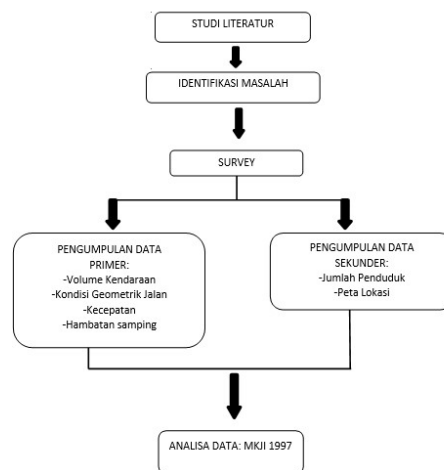 STUDI LITERATUR
IDENTIFIKASI MASALAH
SURVEY
PENGUMPULAN DATA
PRIMER:
-Volume Kendaraan
-Kondisi Geometrik Jalan
-Kecepatan
-Hambatan samping
PENGUMPULAN DATA
SEKUNDER:
-Jumlah Penduduk
-Peta Lokasi
ANALISA DATA: MKJI 1997